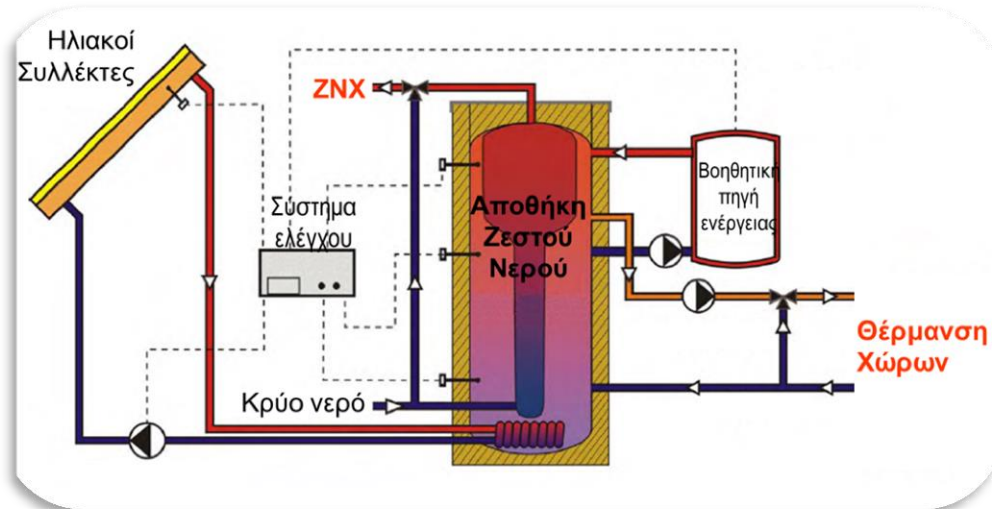 Ηλιακοί
Συλλέκτες
ΖΝΧ
Σύστημα
ελέγχου
Αποθήκη
Ζεστού
Νερού
Βοηθητική
πηγή
ενέργειας
Θέρμανση
Χώρων
Κρύο νερό